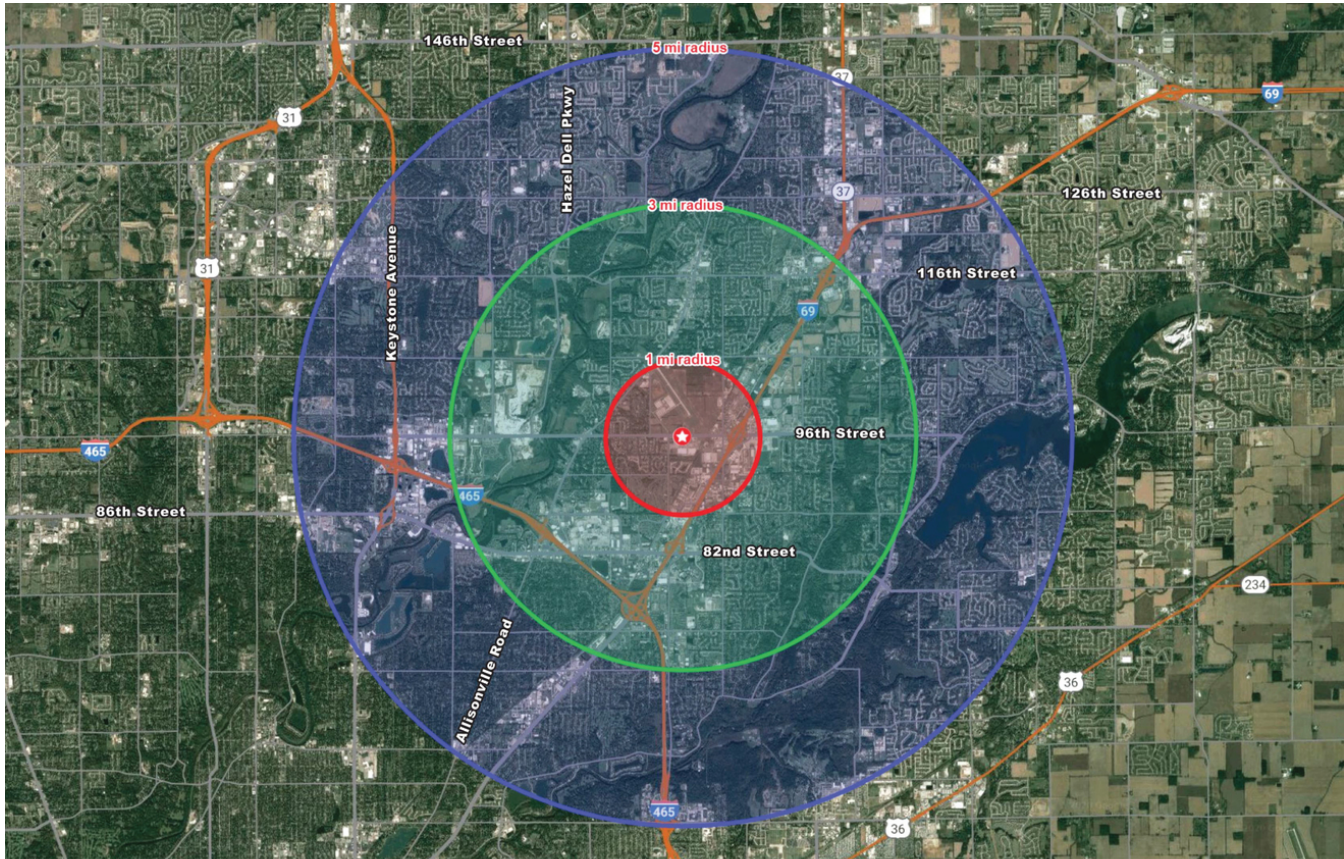 146th Street
5 mi radius
37
31
69
Hazel Dell Pkwy
37
126th Street
3 mi radius
31
Keystone Avenue
116th Street
69
1 mi radius
96th Street
465
465
86th Street
82nd Street
234
Allisonville Road
36
465
36